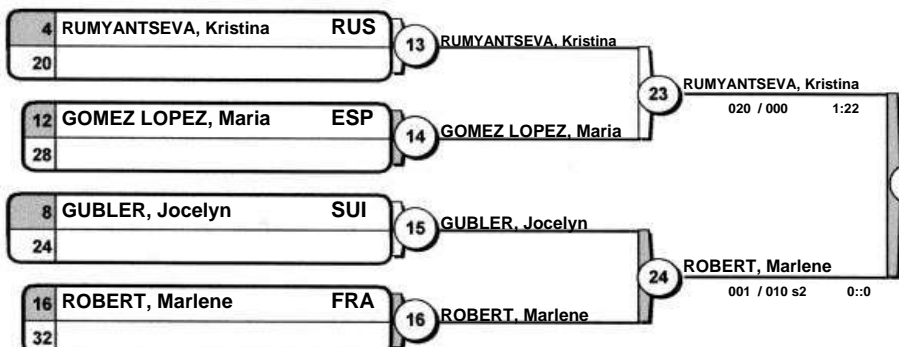 4 RUMYANTSEVA, Kristina RUS
20
13 RUMYANTSEVA, Kristina
12 GOMEZ LOPEZ, Maria ESP
28
14 GOMEZ LOPEZ, Maria
23 RUMYANTSEVA, Kristina
020 / 000 1:22
8 GUBLER, Jocelyn SUI
24
15 GUBLER, Jocelyn
16 ROBERT, Marlene FRA
32
16 ROBERT, Marlene
24 ROBERT, Marlene
001 / 010 s2 0::0